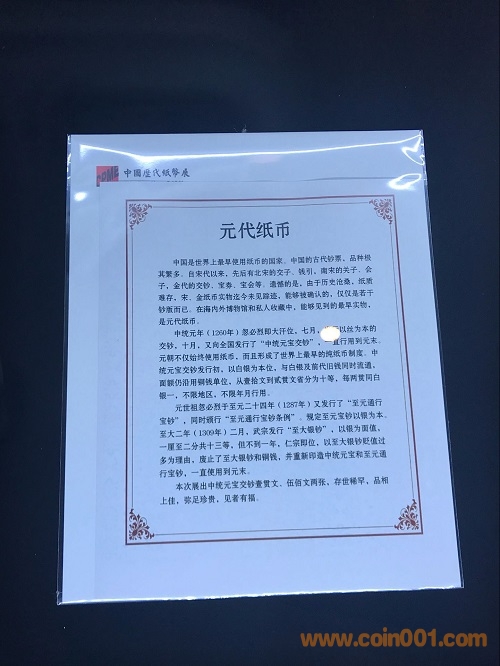 中國歷代紙幣展
元代纸币
中国是世界上最早使用纸币的国家。中国的古代钞票,品种极
其繁多。自宋代以来,先后有北宋的交子、钱引,南宋的关子、会
子,金代的交钞、宝券、宝会等。遗憾的是,由于历史沧桑,纸质
难存,宋、金纸币实物迄今未见踪迹,能够被确认的,仅仅是若干
钞版而已。在海内外博物馆和私人收藏中,能够见到的最早实物,
是元代纸币。
中统元年(1260年)忽必烈即大汗位,七月, 以丝为本的
交钞,十月,又向全国发行了“中统元宝交钞”,一直行用到元末。
元朝不仅始终使用纸币,而且形成了世界上最早的纯纸币制度。中
统元宝交钞发行初,以白银为本位,与白银及前代旧钱同时流通,
面额仍沿用铜钱单位,从壹拾文到贰贯文省分为十等,每两贯同白
银一,不限地区,不限年月行用。
元世祖忽必烈于至元二十四年(1287年)又发行了“至元通行
宝钞”,同时颁行“至元通行宝钞条例”。规定至元宝钞以银为本。
至大二年(1309年)二月,武宗发行“至大银钞”,以银为面值,
一厘至二分共十三等,但不到一年,仁宗即位,以至大银钞贬值过
多为理由,废止了至大银钞和铜钱,并重新印造中统元宝和至元通
行宝钞,一直使用到元末。
本次展出中统元宝交钞壹贯文、伍佰文两张,存世稀罕,品相
上佳,弥足珍贵,见者有福。
www.coin001.com